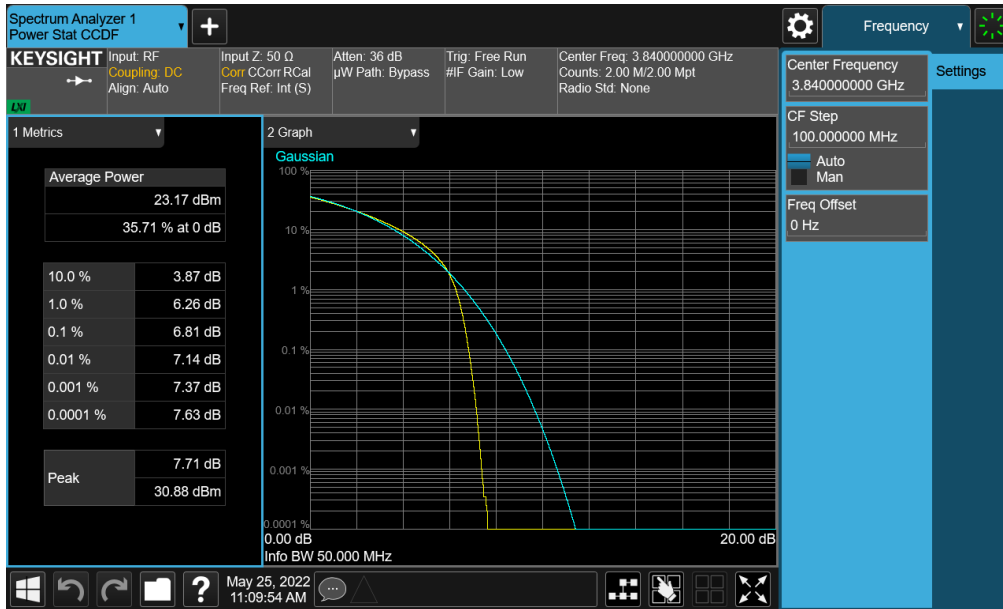 Spectrum Analyzer 1
Power Stat CCDF
Frequency
KEYSIGHT
Input: RF
Coupling: DC
Align: Auto
Input Z: 50 Ω
Corr CCorr RCal
Freq Ref: Int (S)
Atten: 36 dB
µW Path: Bypass
Trig: Free Run
#IF Gain: Low
Center Freq: 3.840000000 GHz
Counts: 2.00 M/2.00 Mpt
Radio Std: None
LXI
Center Frequency
3.840000000 GHz
Settings
CF Step
100.000000 MHz
Auto
Man
Freq Offset
0 Hz
1 Metrics
Average Power
23.17 dBm
35.71 % at 0 dB
10.0 % 3.87 dB
1.0 % 6.26 dB
0.1 % 6.81 dB
0.01 % 7.14 dB
0.001 % 7.37 dB
0.0001 % 7.63 dB
Peak
7.71 dB
30.88 dBm
2 Graph
Gaussian
100 %
10 %
1 %
0.1 %
0.01 %
0.001 %
0.0001 %
0.00 dB 20.00 dB
Info BW 50.000 MHz
?
May 25, 2022
11:09:54 AM